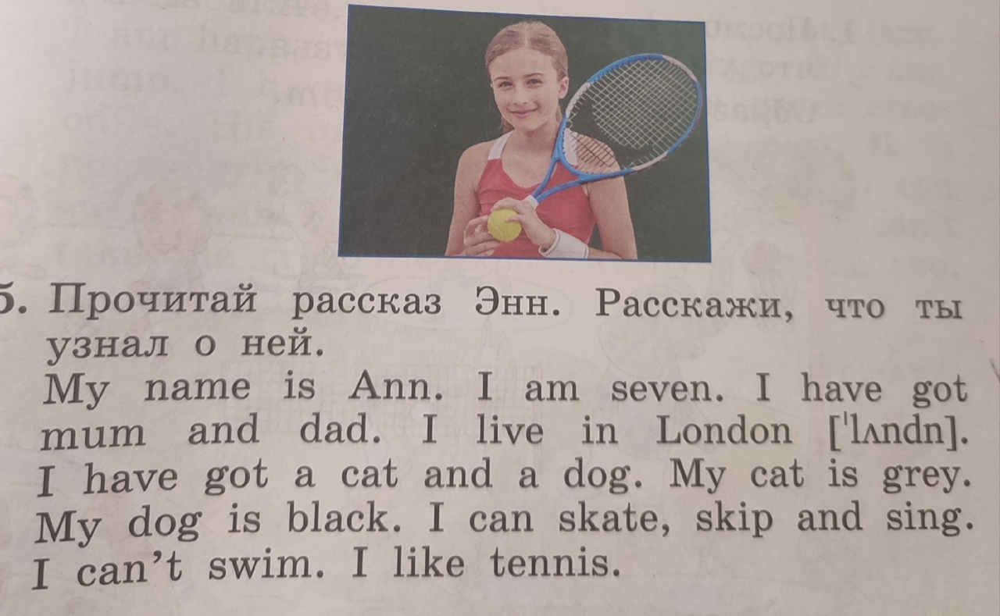 5. Прочитай рассказ Энн. Расскажи, что ты
узнал о ней.
My name is Ann. I am seven. I have got
mum and dad. I live in London [ˈlʌndn].
I have got a cat and a dog. My cat is grey.
My dog is black. I can skate, skip and sing.
I can't swim. I like tennis.